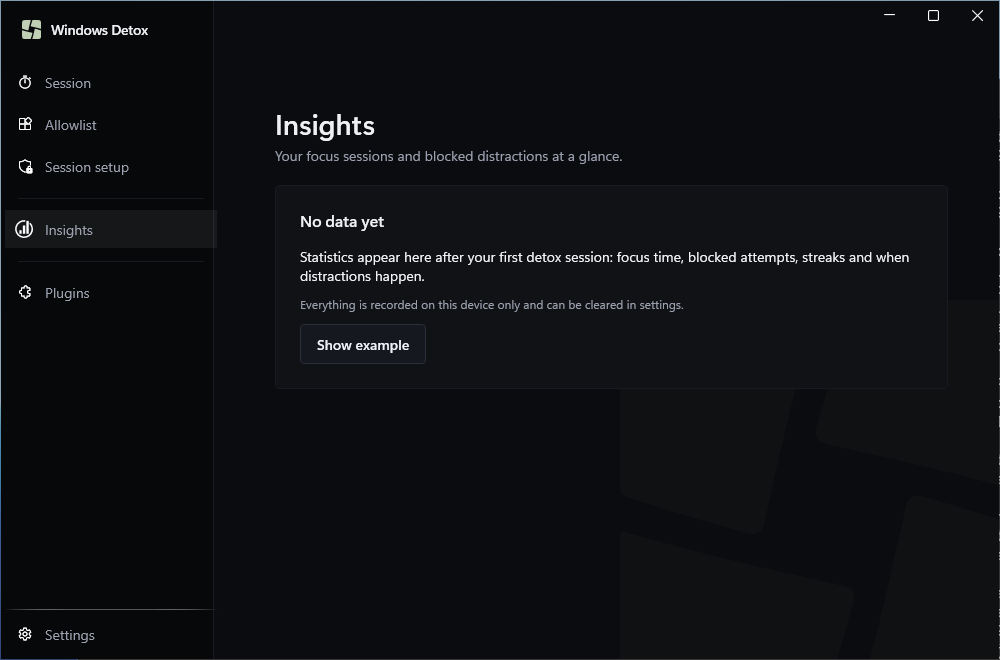 Windows Detox
Session
Allowlist
Session setup
Insights
Plugins
Settings
Insights
Your focus sessions and blocked distractions at a glance.
No data yet
Statistics appear here after your first detox session: focus time, blocked attempts, streaks and when
distractions happen.
Everything is recorded on this device only and can be cleared in settings.
Show example